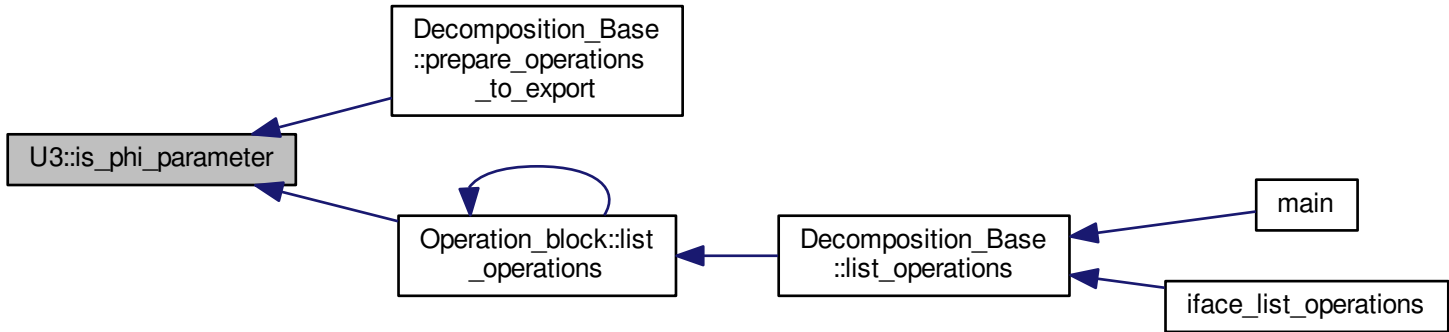 Decomposition_Base
::prepare_operations
_to_export
U3::is_phi_parameter
Operation_block::list
_operations
Decomposition_Base
::list_operations
main
iface_list_operations